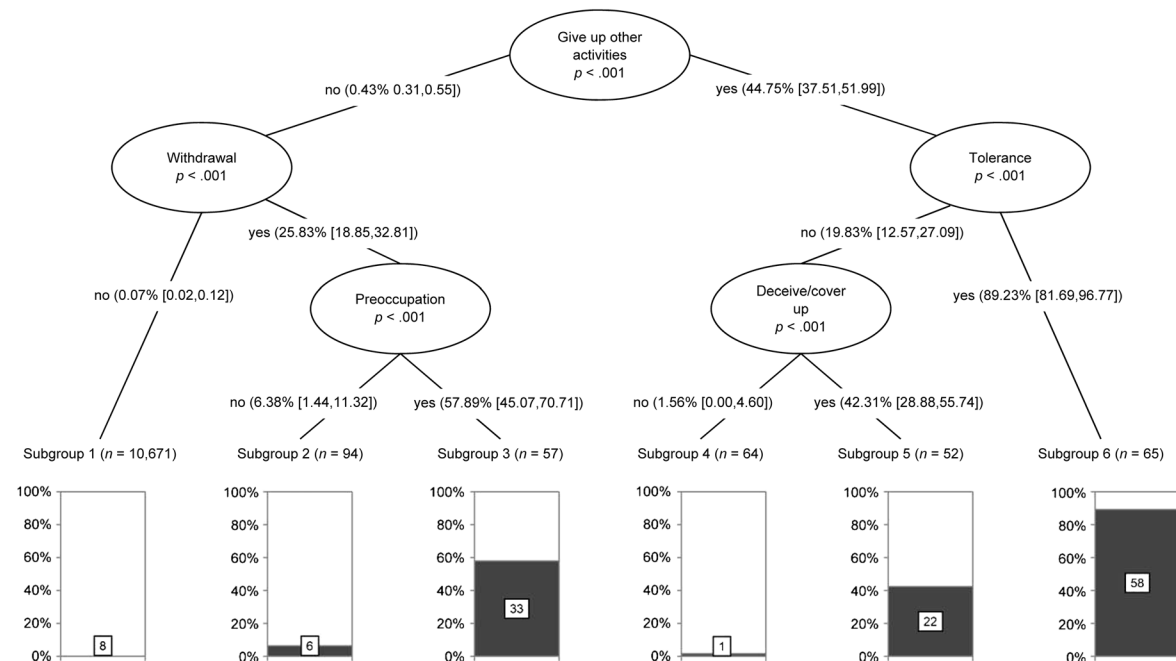 Give up other
activities
p < .001
no (0.43% 0.31,0.55])
yes (44.75% [37.51,51.99])
Withdrawal
p < .001
Tolerance
p < .001
yes (25.83% [18.85,32.81])
no (19.83% [12.57,27.09])
no (0.07% [0.02,0.12])
Preoccupation
p < .001
Deceive/cover
up
p < .001
yes (89.23% [81.69,96.77])
no (6.38% [1.44,11.32])
yes (57.89% [45.07,70.71])
no (1.56% [0.00,4.60])
yes (42.31% [28.88,55.74])
Subgroup 1 (n = 10,671)
Subgroup 2 (n = 94)
Subgroup 3 (n = 57)
Subgroup 4 (n = 64)
Subgroup 5 (n = 52)
Subgroup 6 (n = 65)
100%
80%
60%
40%
20%
0%
8
100%
80%
60%
40%
20%
0%
6
100%
80%
60%
40%
20%
0%
33
100%
80%
60%
40%
20%
0%
1
100%
80%
60%
40%
20%
0%
22
100%
80%
60%
40%
20%
0%
58